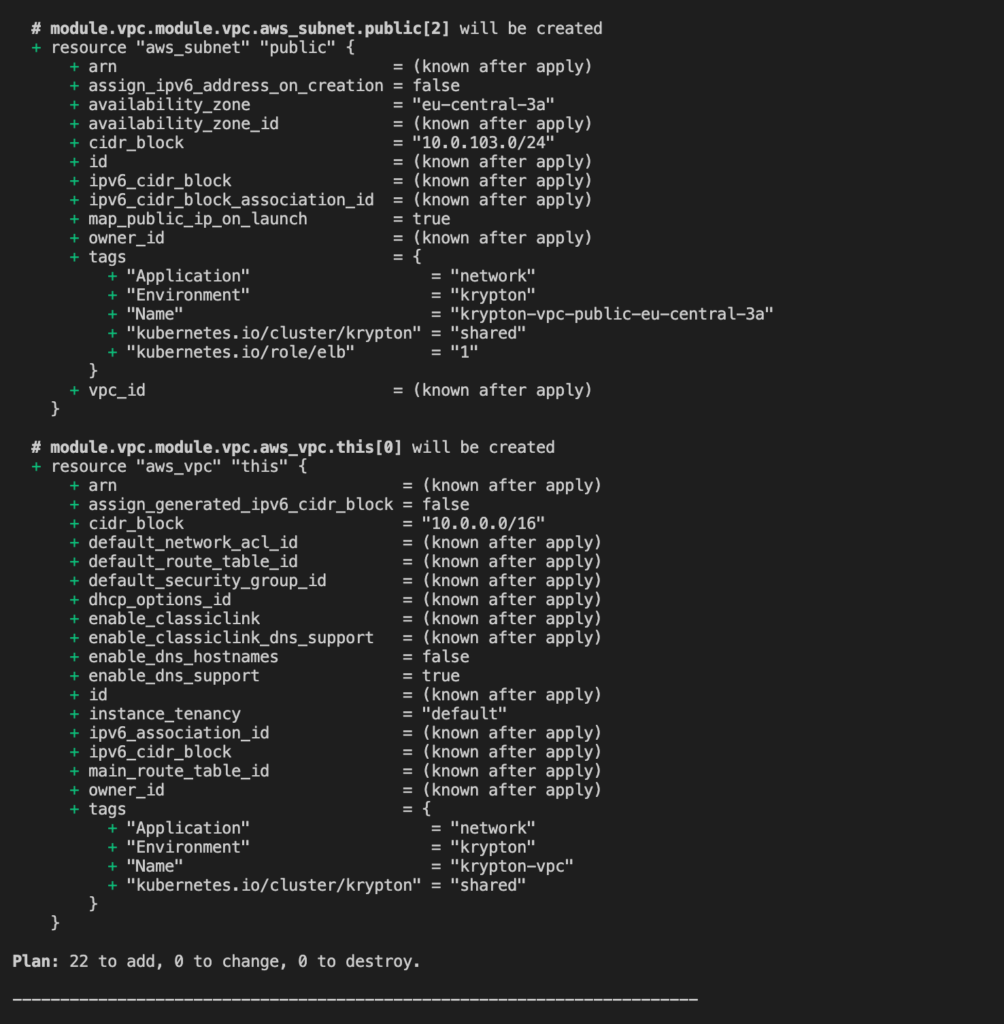 # module.vpc.module.vpc.aws_subnet.public[2] will be created
+ resource "aws_subnet" "public" {
+ arn = (known after apply)
+ assign_ipv6_address_on_creation = false
+ availability_zone = "eu-central-3a"
+ availability_zone_id = (known after apply)
+ cidr_block = "10.0.103.0/24"
+ id = (known after apply)
+ ipv6_cidr_block = (known after apply)
+ ipv6_cidr_block_association_id = (known after apply)
+ map_public_ip_on_launch = true
+ owner_id = (known after apply)
+ tags = {
+ "Application" = "network"
+ "Environment" = "krypton"
+ "Name" = "krypton-vpc-public-eu-central-3a"
+ "kubernetes.io/cluster/krypton" = "shared"
+ "kubernetes.io/role/elb" = "1"
}
+ vpc_id = (known after apply)
}
# module.vpc.module.vpc.aws_vpc.this[0] will be created
+ resource "aws_vpc" "this" {
+ arn = (known after apply)
+ assign_generated_ipv6_cidr_block = false
+ cidr_block = "10.0.0.0/16"
+ default_network_acl_id = (known after apply)
+ default_route_table_id = (known after apply)
+ default_security_group_id = (known after apply)
+ dhcp_options_id = (known after apply)
+ enable_classiclink = (known after apply)
+ enable_classiclink_dns_support = (known after apply)
+ enable_dns_hostnames = false
+ enable_dns_support = true
+ id = (known after apply)
+ instance_tenancy = "default"
+ ipv6_association_id = (known after apply)
+ ipv6_cidr_block = (known after apply)
+ main_route_table_id = (known after apply)
+ owner_id = (known after apply)
+ tags = {
+ "Application" = "network"
+ "Environment" = "krypton"
+ "Name" = "krypton-vpc"
+ "kubernetes.io/cluster/krypton" = "shared"
}
}
Plan: 22 to add, 0 to change, 0 to destroy.